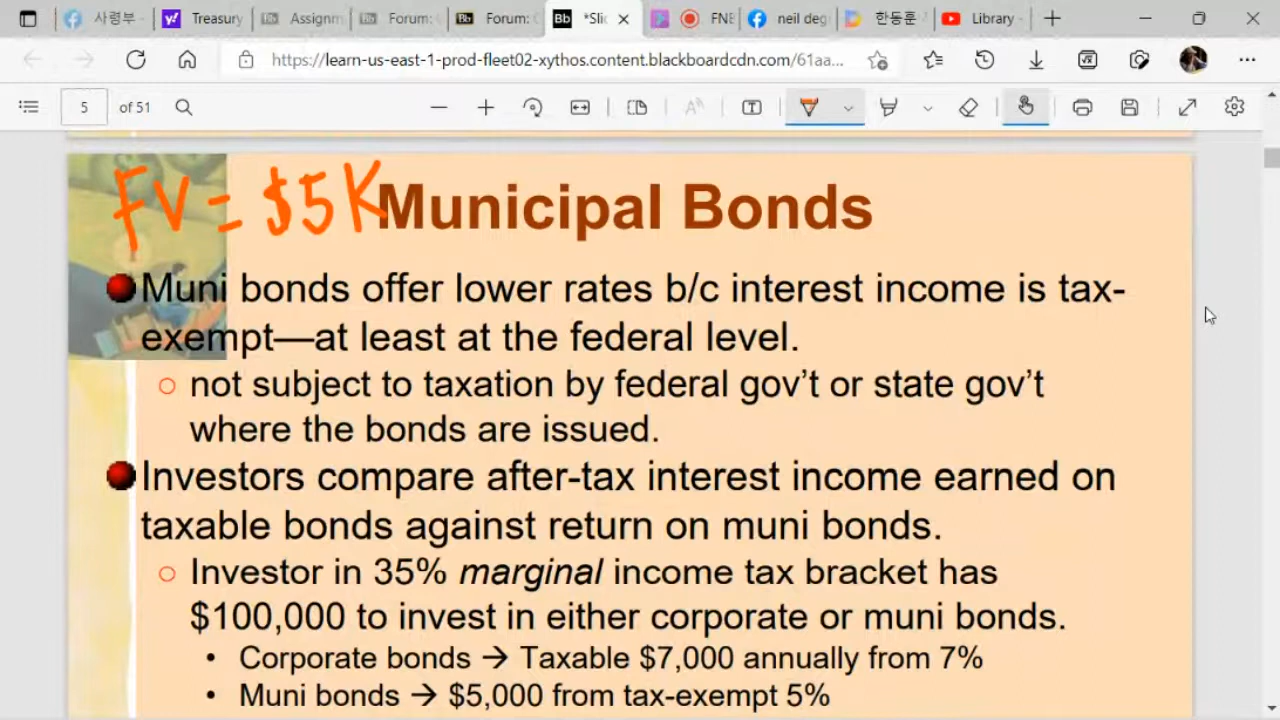 사령부 -
Treasury
Assignm
Forum: C
Forum: C
*Slic
FNE
neil deg
한동훈
Library -
https://learn-us-east-1-prod-fleet02-xythos.content.blackboardcdn.com/61aa...
5 of 51
FV = $5K
Municipal Bonds
Muni bonds offer lower rates b/c interest income is tax-
exempt—at least at the federal level.
not subject to taxation by federal gov't or state gov't
where the bonds are issued.
Investors compare after-tax interest income earned on
taxable bonds against return on muni bonds.
Investor in 35% marginal income tax bracket has
$100,000 to invest in either corporate or muni bonds.
• Corporate bonds → Taxable $7,000 annually from 7%
• Muni bonds → $5,000 from tax-exempt 5%